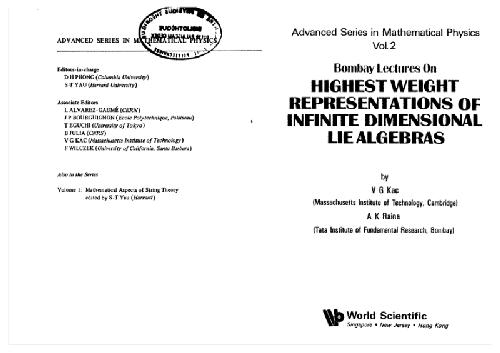 ADVANCED SERIES IN MATHEMATICAL PHYSICS
Editors-in-charge
D H PHONG (Columbia University)
S-T YAU (Harvard University)
Associate Editors
L ALVAREZ-GAUMÉ (CERN)
J P BOURGUIGNON (Ecole Polytechnique, Palaiseau)
T EGUCHI (University of Tokyo)
B JULIA (CNRS)
V G KAC (Massachusetts Institute of Technology)
F WILCZEK (University of California, Santa Barbara)
Also in the Series
Volume 1: Mathematical Aspects of String Theory
edited by S-T Yau (Harvard)
Advanced Series in Mathematical Physics
Vol.2
Bombay Lectures On
HIGHEST WEIGHT
REPRESENTATIONS OF
INFINITE DIMENSIONAL
LIE ALGEBRAS
by
V G Kac
(Massachusetts Institute of Technology, Cambridge)
A K Raina
(Tata Institute of Fundamental Research, Bombay)
World Scientific
Singapore • New Jersey • Hong Kong